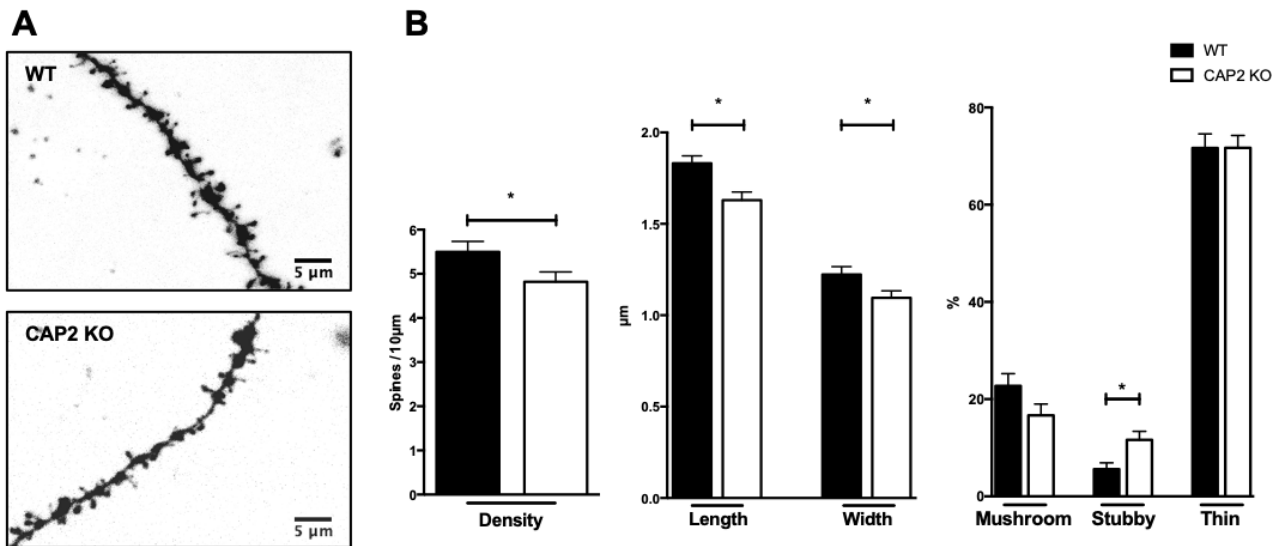 A
WT
5 µm
CAP2 KO
5 µm
B
WT
CAP2 KO
*
Spines / 10µm
6
5
4
3
2
1
0
Density
* *
µm
2.0
1.5
1.0
0.5
0.0
Length Width
%
80
60
40
20
0
*
Mushroom Stubby Thin